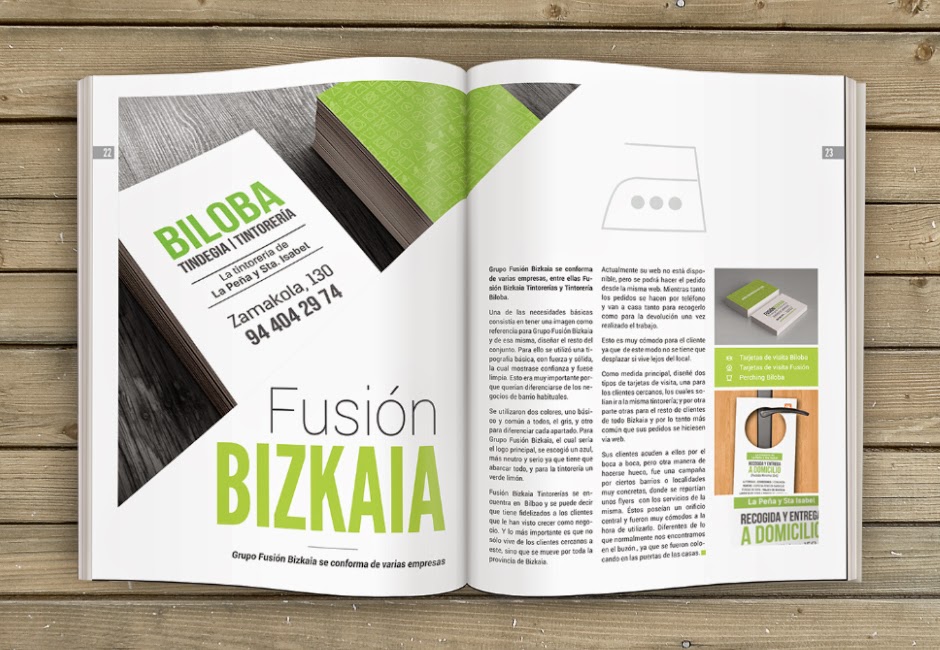 22
BILOBA
TINDEGIA | TINTORERÍA
La tintorería de
La Peña y Sta. Isabel
Zamakola, 130
94 404 29 74
Fusión
BIZKAIA
Grupo Fusión Bizkaia se conforma de varias empresas
23
Grupo Fusión Bizkaia se conforma
de varias empresas, entre ellas Fu-
sión Bizkaia Tintorerías y Tintorería
Biloba.
Una de las necesidades básicas
consistía en tener una imagen como
referencia para Grupo Fusión Bizkaia
y de esa misma, diseñar el resto del
conjunto. Para ello se utilizó una ti-
pografía básica, con fuerza y sólida,
la cual mostrase confianza y fuese
limpia. Esto era muy importante por-
que querían diferenciarse de los ne-
gocios de barrio habituales.
Se utilizaron dos colores, uno bási-
co y común a todos, el gris, y otro
para diferenciar cada apartado. Para
Grupo Fusión Bizkaia, el cual sería
el logo principal, se escogió un azul,
más neutro y serio ya que tiene que
abarcar todo, y para la tintorería un
verde limón.
Fusión Bizkaia Tintorerías se en-
cuentra en Bilbao y se puede decir
que tiene fidelizados a los clientes
que le han visto crecer como nego-
cio. Y lo más importante es que no
sólo vive de los clientes cercanos a
este, sino que se mueve por toda la
provincia de Bizkaia.
Actualmente su web no está dispo-
nible, pero se podrá hacer el pedido
desde la misma web. Mientras tanto
los pedidos se hacen por teléfono
y van a casa tanto para recogerlo
como para la devolución una vez
realizado el trabajo.
Esto es muy cómodo para el cliente
ya que de este modo no se tiene que
desplazar si vive lejos del local.
Como medida principal, diseñé dos
tipos de tarjetas de visita, una para
los clientes cercanos, los cuales so-
lían ir a la misma tintorería; y por otra
parte otras para el resto de clientes
de todo Bizkaia y por lo tanto más
común que sus pedidos se hiciesen
vía web.
Sus clientes acuden a ellos por el
boca a boca, pero otra manera de
hacerse hueco, fue una campaña
por ciertos barrios o localidades
muy concretas, donde se repartían
unos flyers con los servicios de la
misma. Éstos poseían un orificio
central y fueron muy cómodos a la
hora de utilizarlo. Diferentes de lo
que normalmente nos encontramos
en el buzón, ya que se fueron colo-
cando en las puertas de las casas.
Tarjetas de visita Biloba
Tarjetas de visita Fusión
Perching Biloba
RECOGIDA Y ENTREGA
A DOMICILIO
La Peña y Sta Isabel
RECOGIDA Y ENTREGA
A DOMICILIO